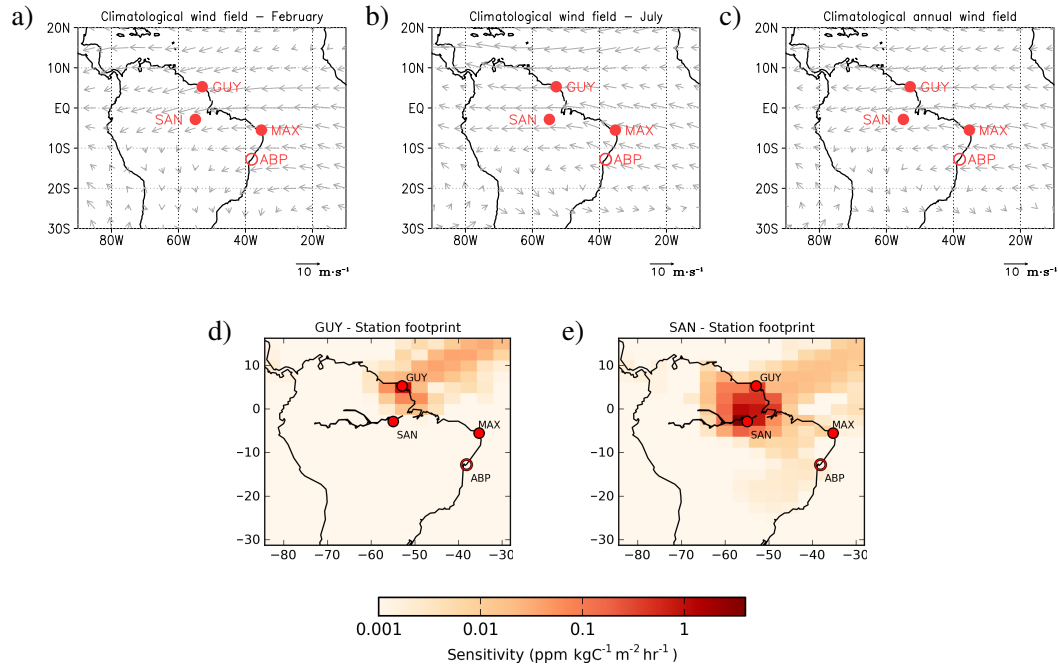 a)
Climatological wind field – February
20N
10N
EQ
10S
20S
30S
80W 60W 40W 20W
GUY
SAN
MAX
ABP
10 m·s⁻¹
b)
Climatological wind field – July
20N
10N
EQ
10S
20S
30S
80W 60W 40W 20W
GUY
SAN
MAX
ABP
10 m·s⁻¹
c)
Climatological annual wind field
20N
10N
EQ
10S
20S
30S
80W 60W 40W 20W
GUY
SAN
MAX
ABP
10 m·s⁻¹
d)
GUY - Station footprint
10
0
−10
−20
−30
−80 −70 −60 −50 −40 −30
GUY
SAN
MAX
ABP
e)
SAN - Station footprint
10
0
−10
−20
−30
−80 −70 −60 −50 −40 −30
GUY
SAN
MAX
ABP
0.001 0.01 0.1 1
Sensitivity (ppm kgC⁻¹ m⁻² hr⁻¹)